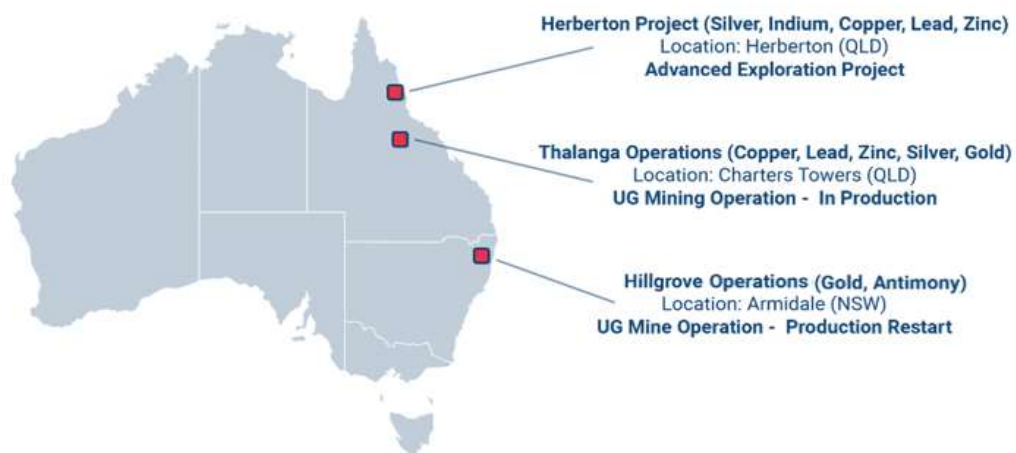 Herberton Project (Silver, Indium, Copper, Lead, Zinc)
Location: Herberton (QLD)
Advanced Exploration Project
Thalanga Operations (Copper, Lead, Zinc, Silver, Gold)
Location: Charters Towers (QLD)
UG Mining Operation - In Production
Hillgrove Operations (Gold, Antimony)
Location: Armidale (NSW)
UG Mine Operation - Production Restart